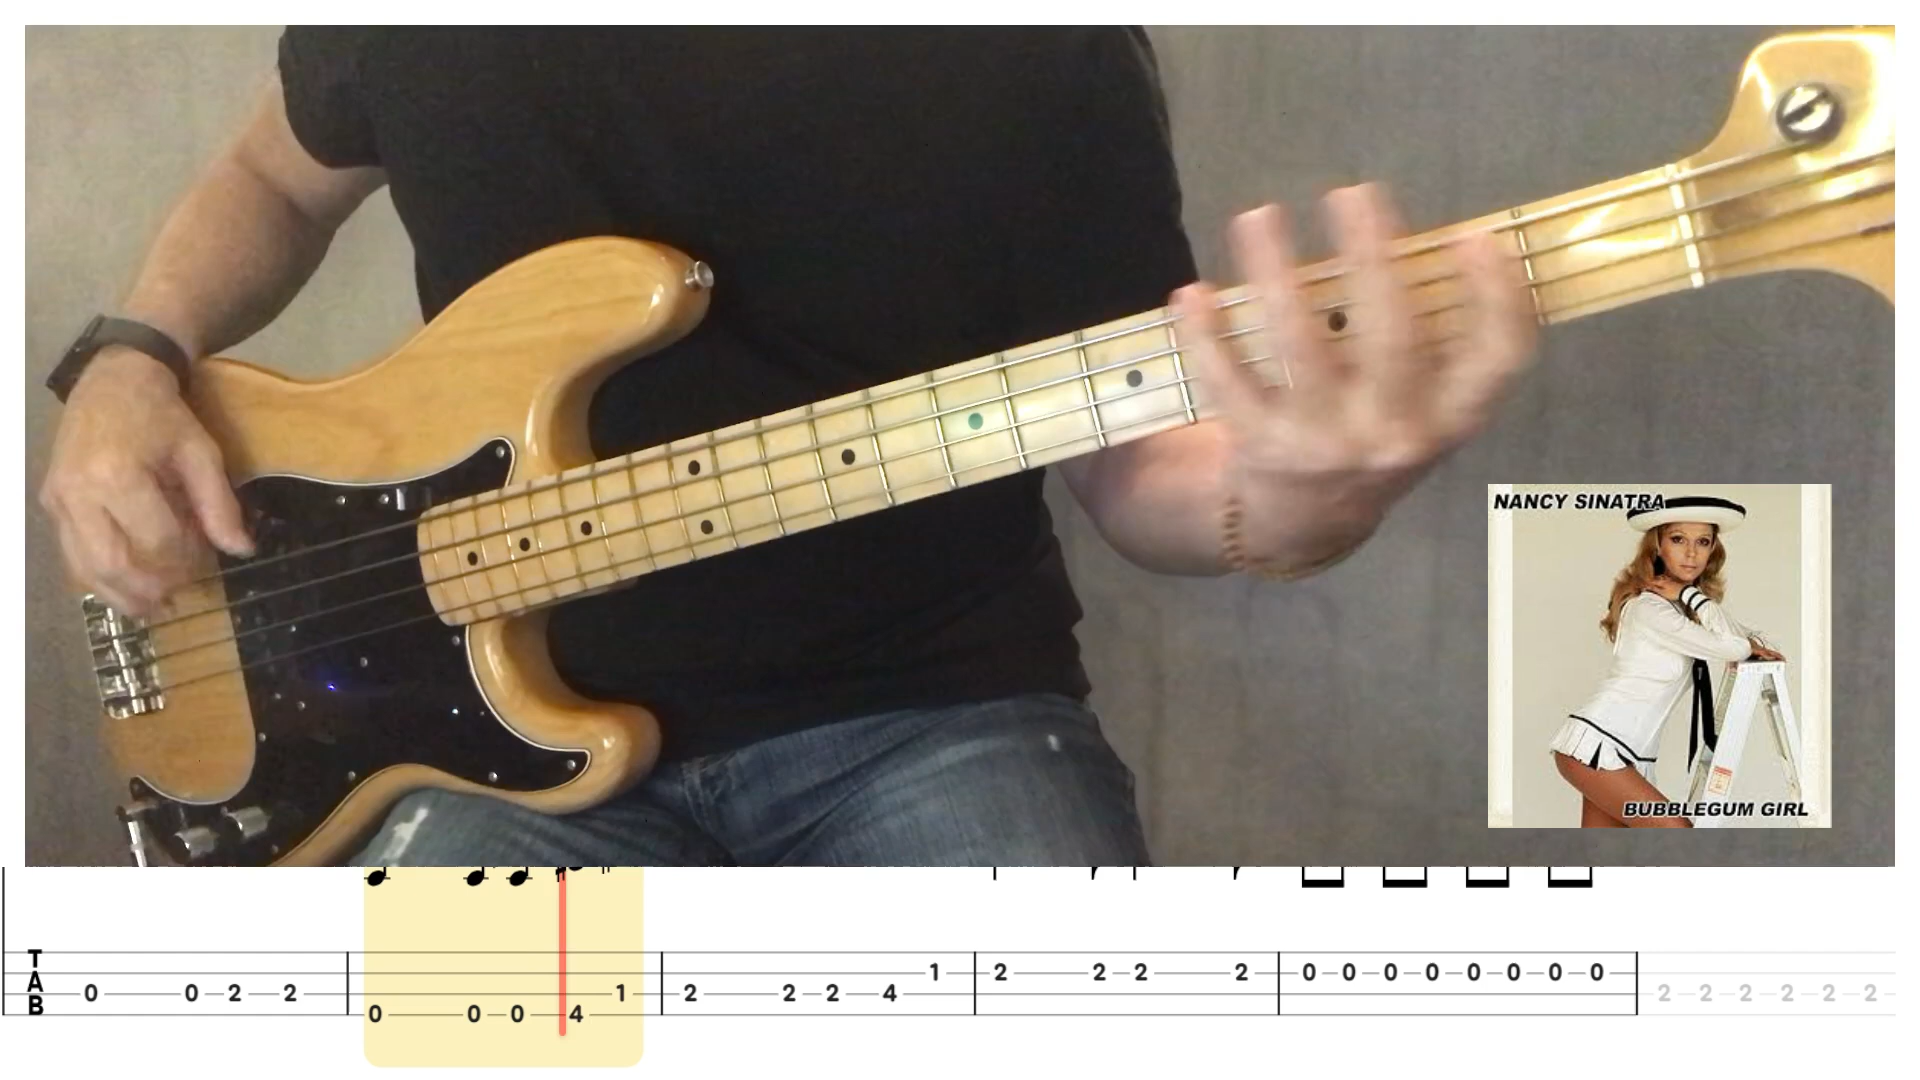 NANCY SINATRA
BUBBLEGUM GIRL
T
A
B
0 0 2 2
0 0 0 4 1
2 2 2 4 1
2 2 2 2
0 0 0 0 0 0 0 0
2 2 2 2 2 2